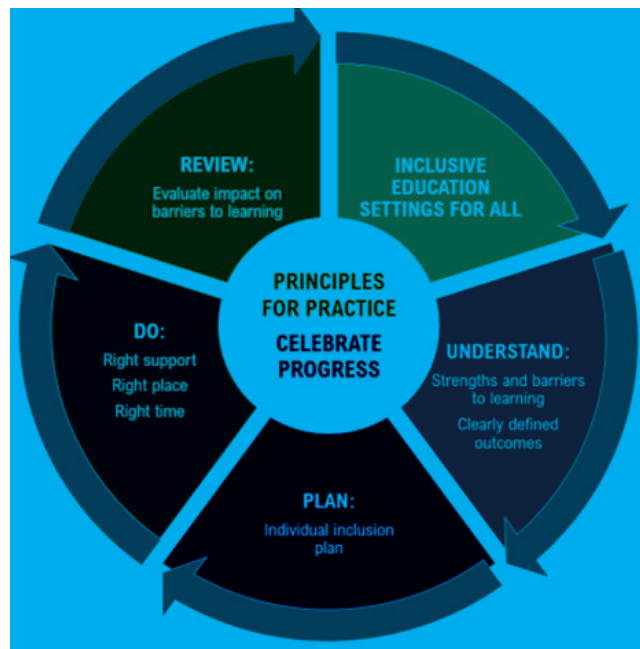 PRINCIPLES
FOR PRACTICE
CELEBRATE
PROGRESS
INCLUSIVE
EDUCATION
SETTINGS FOR ALL
UNDERSTAND:
Strengths and barriers
to learning
Clearly defined
outcomes
PLAN:
Individual inclusion
plan
DO:
Right support
Right place
Right time
REVIEW:
Evaluate impact on
barriers to learning